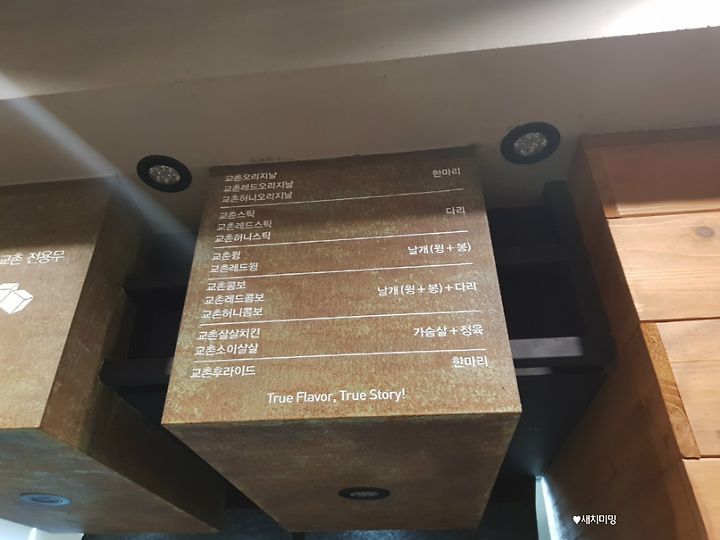 교촌오리지날 한마리
교촌레드오리지날
교촌허니오리지날
교촌스틱 다리
교촌레드스틱
교촌허니스틱
교촌윙 날개(윙+봉)
교촌레드윙
교촌콤보 날개(윙+봉)+다리
교촌레드콤보
교촌허니콤보
교촌살살치킨 가슴살+정육
교촌소이살살
교촌후라이드 한마리
True Flavor, True Story!
교촌 전용무
♥새치미밍